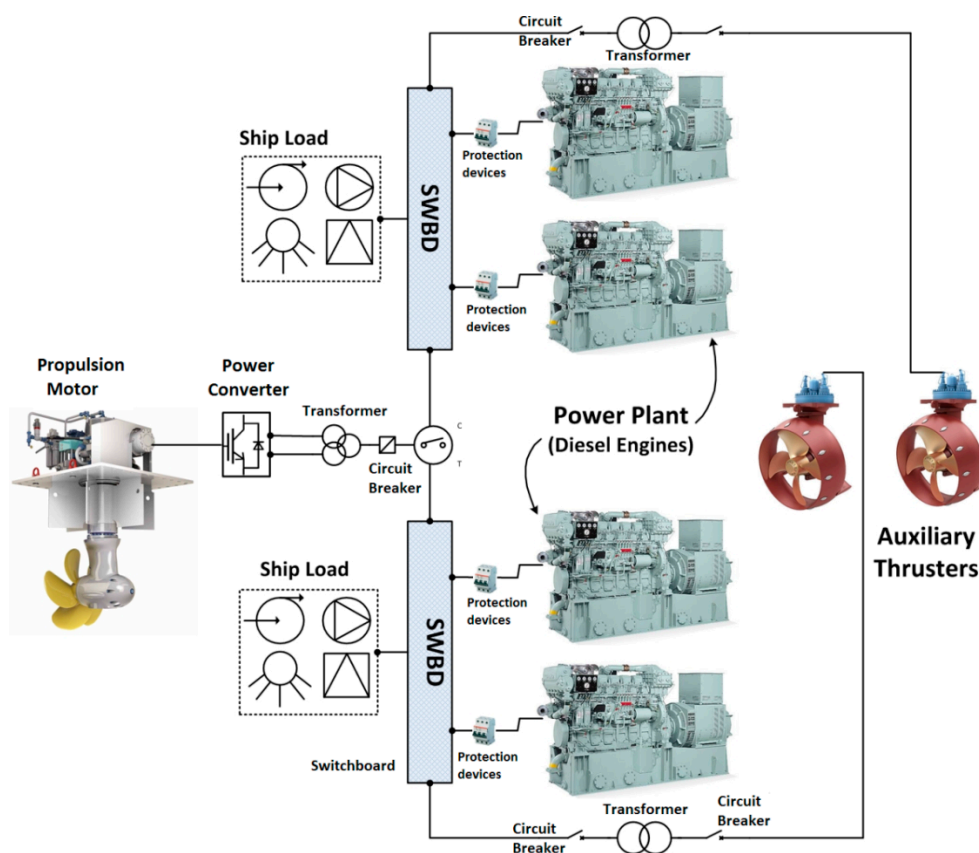 Circuit
Breaker
Transformer
Ship Load
Protection
devices
SWBD
Protection
devices
Propulsion
Motor
Power
Converter
Transformer
C
T
Circuit
Breaker
Power Plant
(Diesel Engines)
Auxiliary
Thrusters
Ship Load
Protection
devices
SWBD
Switchboard
Protection
devices
Circuit
Breaker
Transformer
Circuit
Breaker